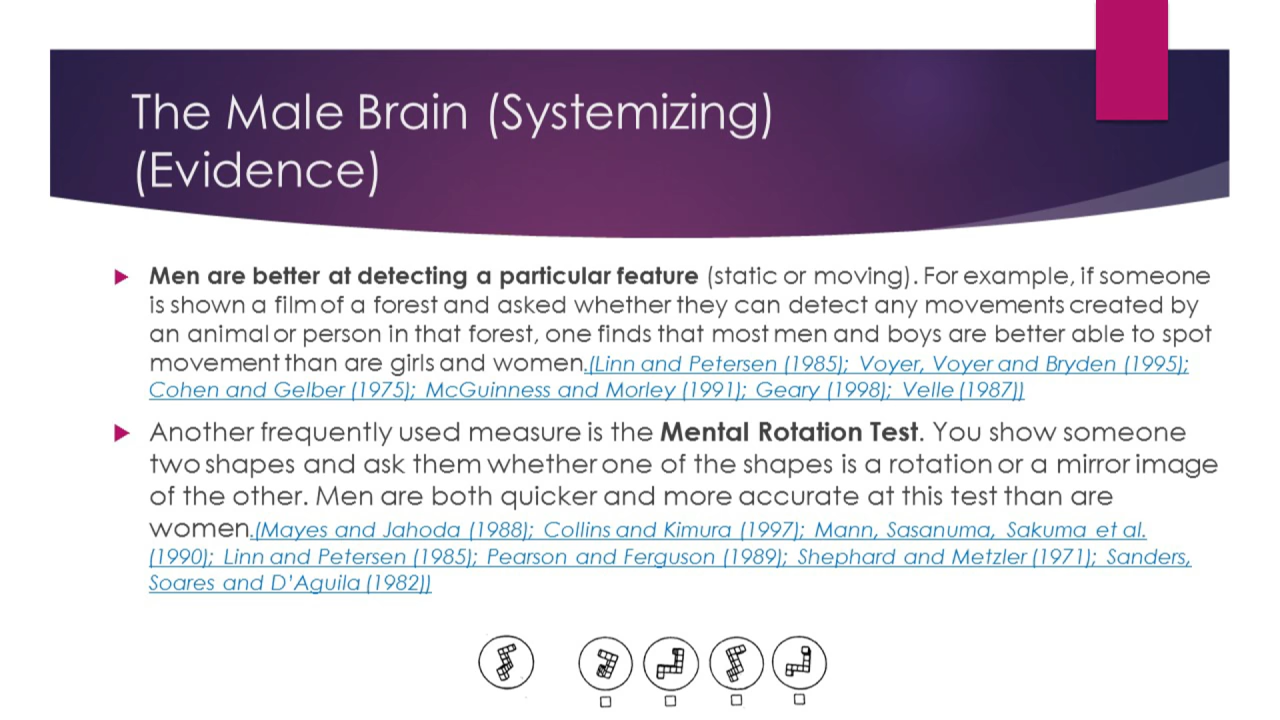 The Male Brain (Systemizing)
(Evidence)
Men are better at detecting a particular feature (static or moving). For example, if someone
is shown a film of a forest and asked whether they can detect any movements created by
an animal or person in that forest, one finds that most men and boys are better able to spot
movement than are girls and women.(Linn and Petersen (1985); Voyer, Voyer and Bryden (1995);
Cohen and Gelber (1975); McGuinness and Morley (1991); Geary (1998); Velle (1987))
Another frequently used measure is the Mental Rotation Test. You show someone
two shapes and ask them whether one of the shapes is a rotation or a mirror image
of the other. Men are both quicker and more accurate at this test than are
women.(Mayes and Jahoda (1988); Collins and Kimura (1997); Mann, Sasanuma, Sakuma et al.
(1990); Linn and Petersen (1985); Pearson and Ferguson (1989); Shephard and Metzler (1971); Sanders,
Soares and D'Aguila (1982))